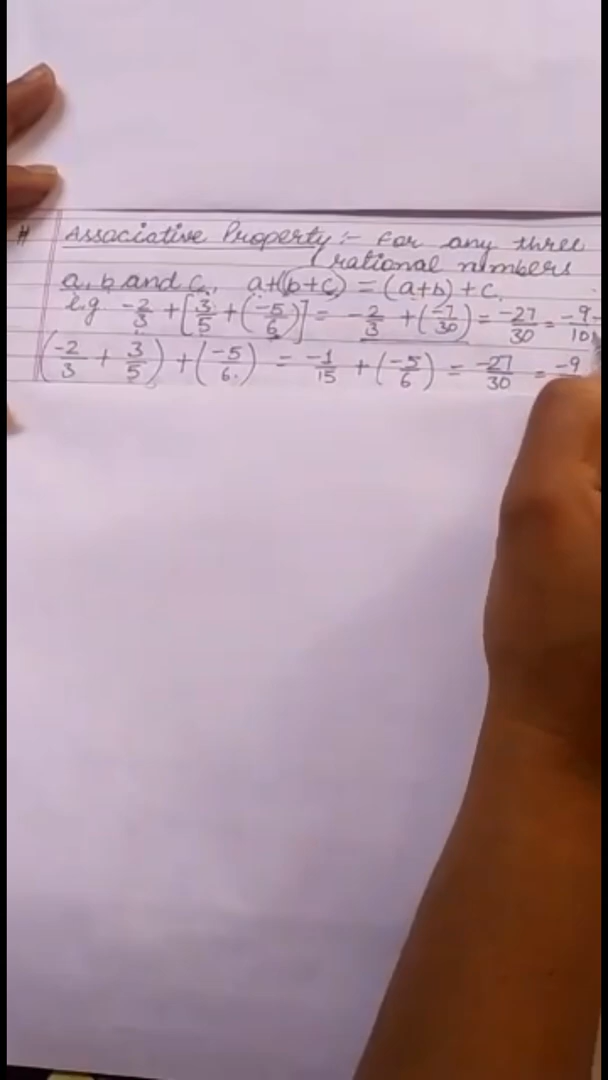 # Associative Property :- For any three
rational numbers
a, b and c, a+(b+c) = (a+b)+c.
e.g -2/3 + [3/5 + (-5/6)] = -2/3 + (-7/30) = -27/30 = -9/10
(-2/3 + 3/5) + (-5/6) = -1/15 + (-5/6) = -27/30 = -9